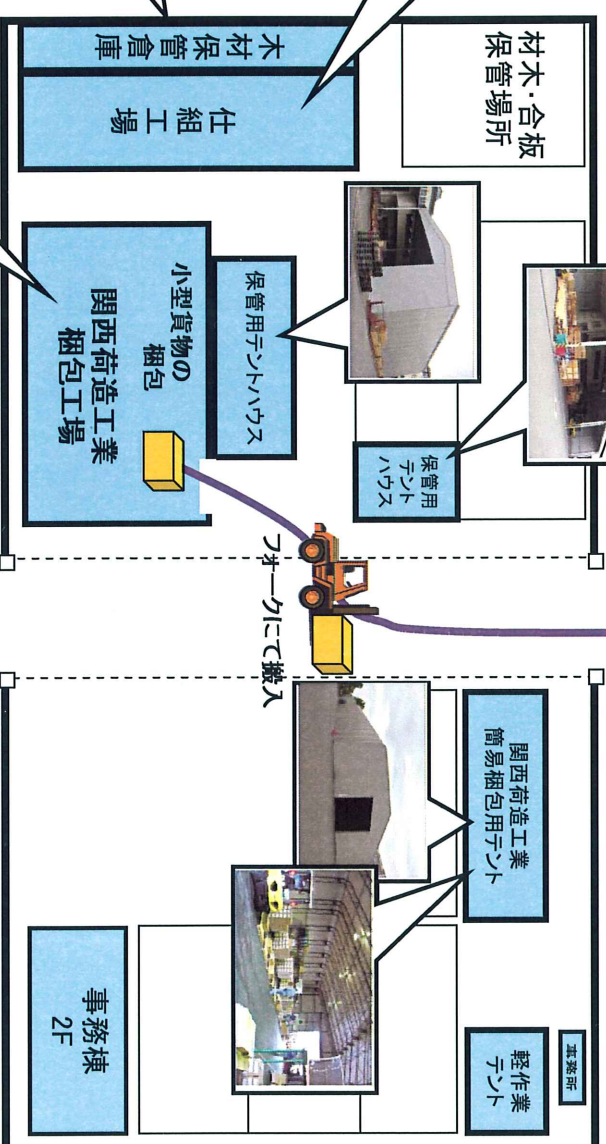 材木・合板
保管場所
木材保管倉庫
仕組工場
保管用
テント
ハウス
保管用テントハウス
小型貨物の
梱包
関西荷造工業
梱包工場
フォークにて搬入
関西荷造工業
簡易梱包用テント
事務所
軽作業
テント
事務棟
2F